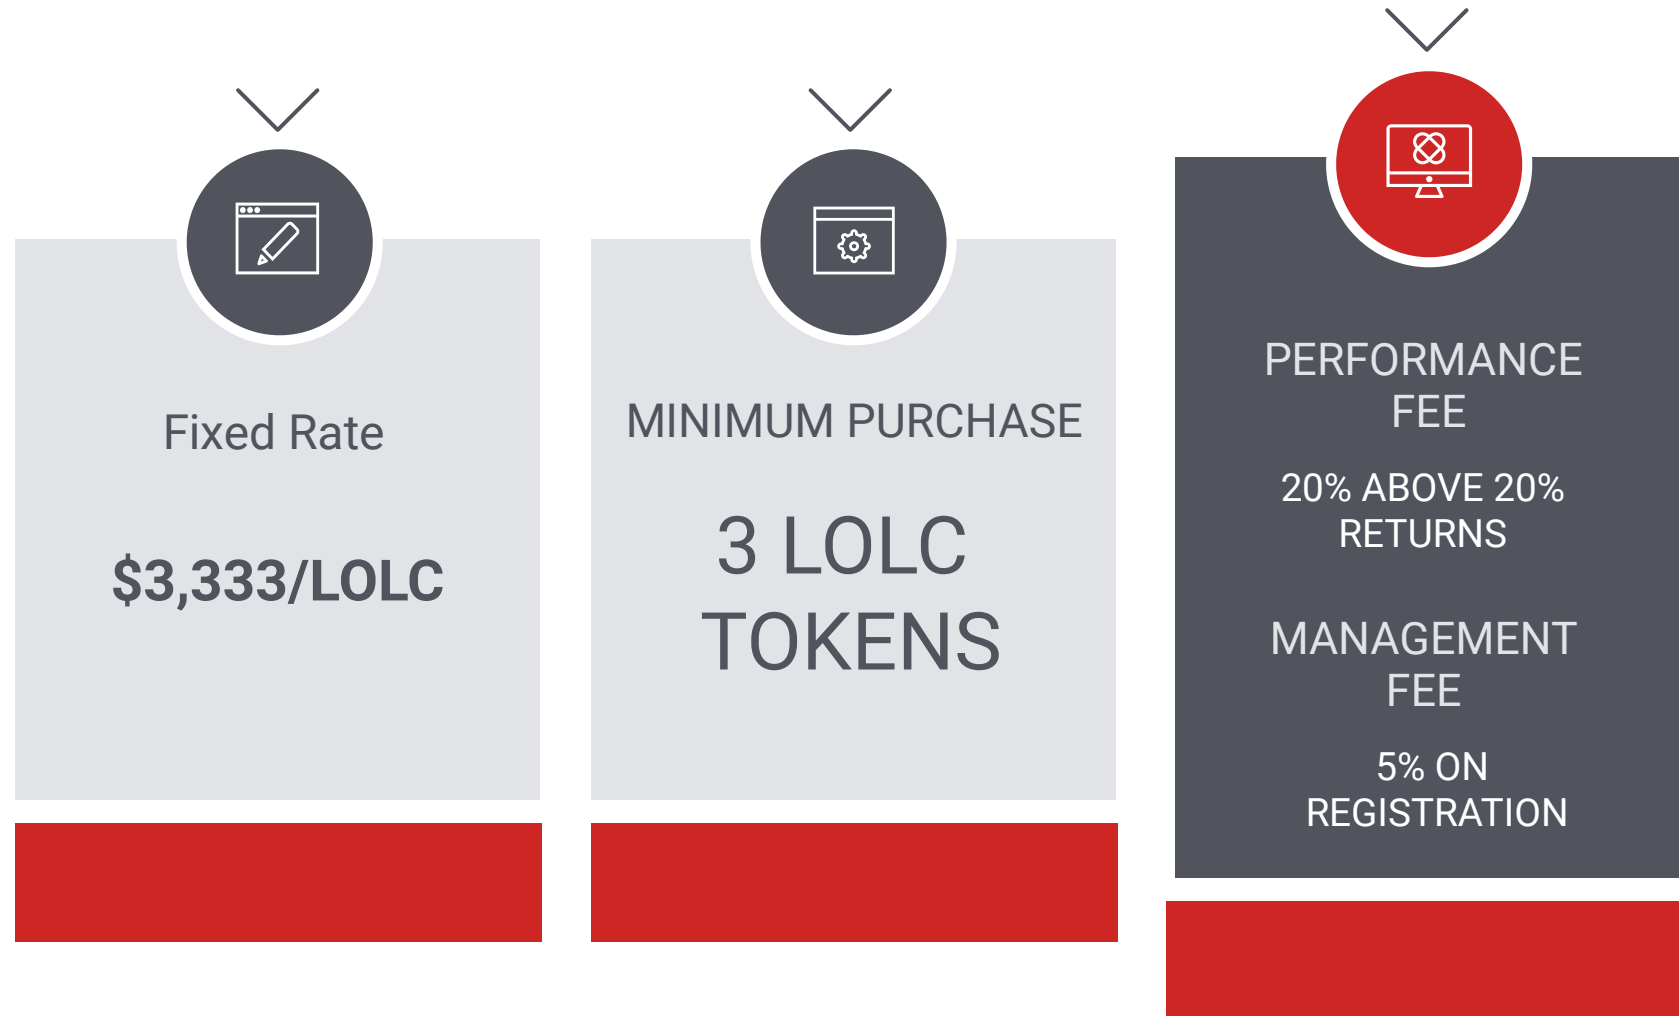 Fixed Rate
$3,333/LOLC
MINIMUM PURCHASE
3 LOLC
TOKENS
PERFORMANCE
FEE
20% ABOVE 20%
RETURNS
MANAGEMENT
FEE
5% ON
REGISTRATION